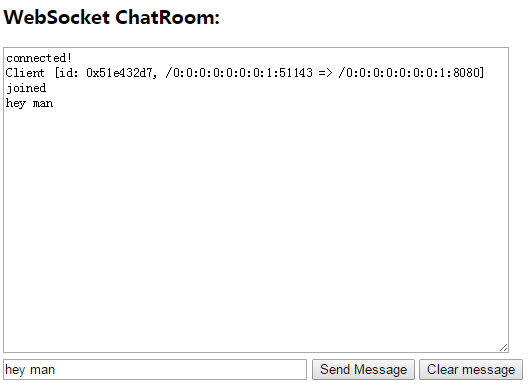 WebSocket ChatRoom:
connected!
Client [id: 0x51e432d7, /0:0:0:0:0:0:0:1:51143 => /0:0:0:0:0:0:0:1:8080]
joined
hey man
hey man Send Message Clear message